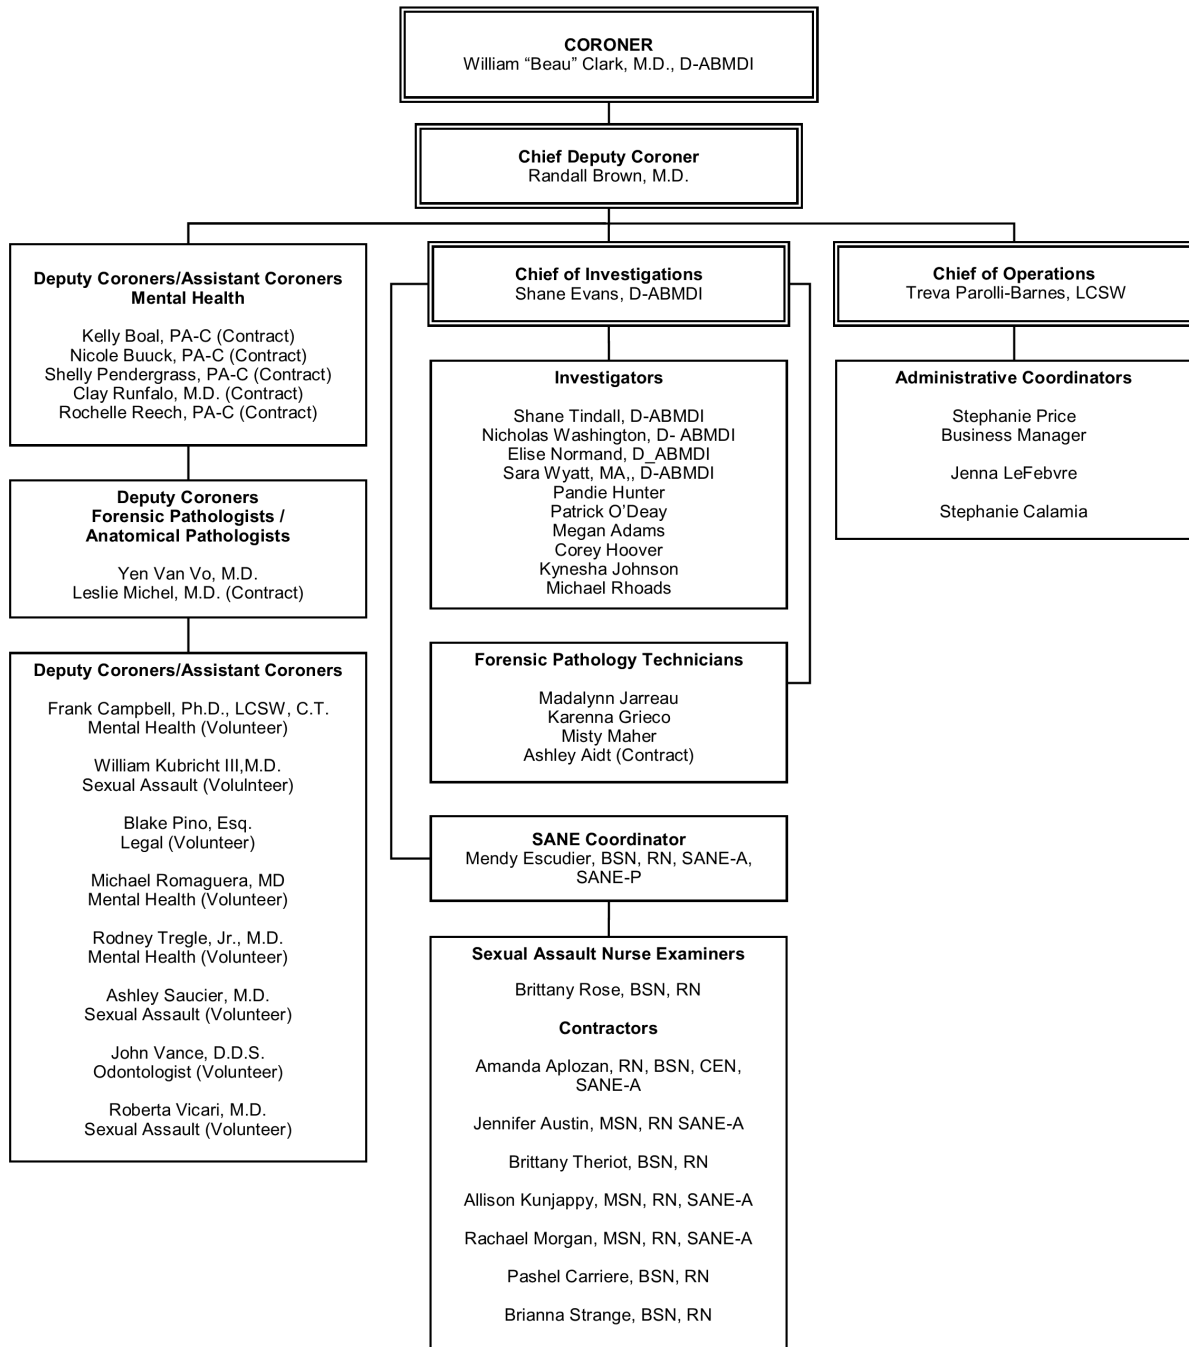 CORONER
William “Beau” Clark, M.D., D-ABMDI
Chief Deputy Coroner
Randall Brown, M.D.
Deputy Coroners/Assistant Coroners
Mental Health
Kelly Boal, PA-C (Contract)
Nicole Buuck, PA-C (Contract)
Shelly Pendergrass, PA-C (Contract)
Clay Runfalo, M.D. (Contract)
Rochelle Reech, PA-C (Contract)
Deputy Coroners
Forensic Pathologists /
Anatomical Pathologists
Yen Van Vo, M.D.
Leslie Michel, M.D. (Contract)
Deputy Coroners/Assistant Coroners
Frank Campbell, Ph.D., LCSW, C.T.
Mental Health (Volunteer)
William Kubricht III,M.D.
Sexual Assault (Volulnteer)
Blake Pino, Esq.
Legal (Volunteer)
Michael Romaguera, MD
Mental Health (Volunteer)
Rodney Tregle, Jr., M.D.
Mental Health (Volunteer)
Ashley Saucier, M.D.
Sexual Assault (Volunteer)
John Vance, D.D.S.
Odontologist (Volunteer)
Roberta Vicari, M.D.
Sexual Assault (Volunteer)
Chief of Investigations
Shane Evans, D-ABMDI
Investigators
Shane Tindall, D-ABMDI
Nicholas Washington, D- ABMDI
Elise Normand, D_ABMDI
Sara Wyatt, MA,, D-ABMDI
Pandie Hunter
Patrick O’Deay
Megan Adams
Corey Hoover
Kynesha Johnson
Michael Rhoads
Forensic Pathology Technicians
Madalynn Jarreau
Karenna Grieco
Misty Maher
Ashley Aidt (Contract)
SANE Coordinator
Mendy Escudier, BSN, RN, SANE-A,
SANE-P
Sexual Assault Nurse Examiners
Brittany Rose, BSN, RN
Contractors
Amanda Aplozan, RN, BSN, CEN,
SANE-A
Jennifer Austin, MSN, RN SANE-A
Brittany Theriot, BSN, RN
Allison Kunjappy, MSN, RN, SANE-A
Rachael Morgan, MSN, RN, SANE-A
Pashel Carriere, BSN, RN
Brianna Strange, BSN, RN
Chief of Operations
Treva Parolli-Barnes, LCSW
Administrative Coordinators
Stephanie Price
Business Manager
Jenna LeFebvre
Stephanie Calamia